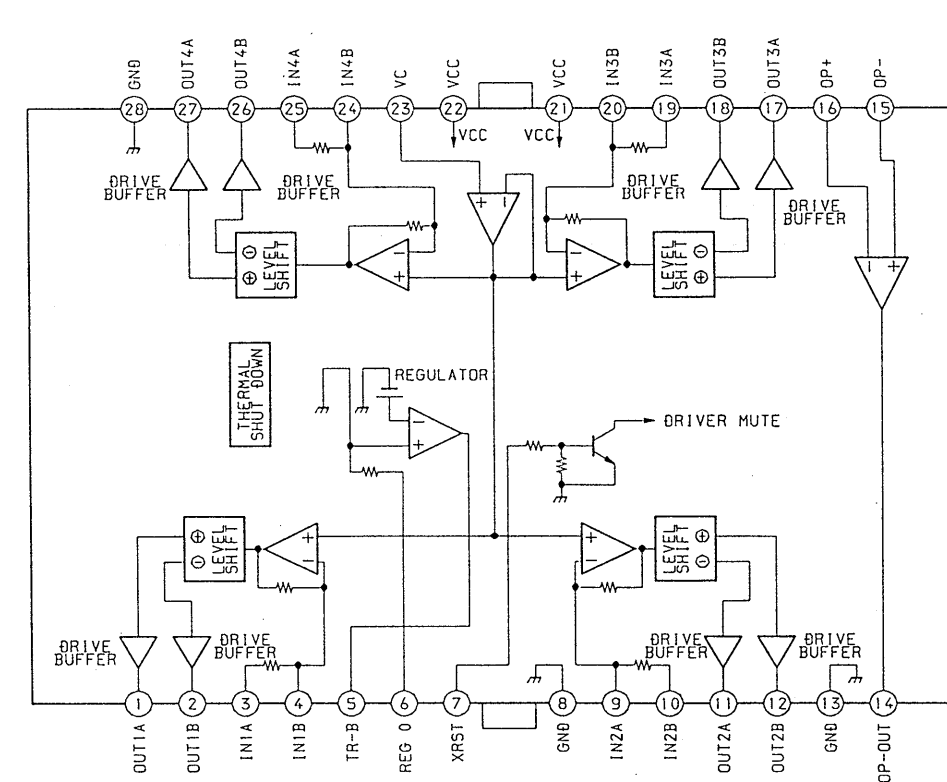 GND
OUT4A
OUT4B
IN4A
IN4B
VC
VCC
VCC
IN3B
IN3A
OUT3B
OUT3A
OP+
OP-
28
27
26
25
24
23
22
21
20
19
18
17
16
15
VCC
VCC
DRIVE
BUFFER
DRIVE
BUFFER
DRIVE
BUFFER
DRIVE
BUFFER
+
−
−
+
LEVEL
SHIFT
−
+
−
+
LEVEL
SHIFT
−
+
−
+
THERMAL
SHUT DOWN
REGULATOR
−
+
DRIVER MUTE
+
−
LEVEL
SHIFT
+
−
+
−
LEVEL
SHIFT
+
−
DRIVE
BUFFER
DRIVE
BUFFER
DRIVE
BUFFER
DRIVE
BUFFER
1
2
3
4
5
6
7
8
9
10
11
12
13
14
OUT1A
OUT1B
IN1A
IN1B
TR-B
REG O
XRST
GND
IN2A
IN2B
OUT2A
OUT2B
GND
OP-OUT